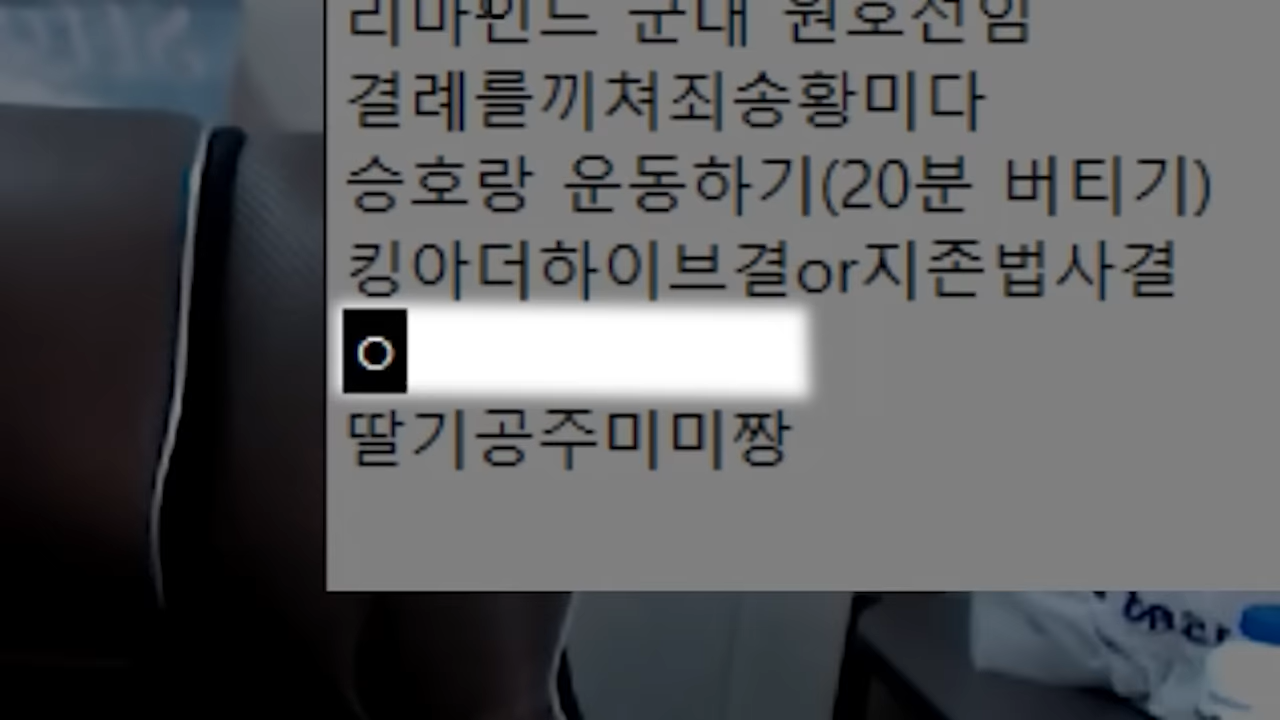 리마인드 군대 원호선임
결례를끼쳐죄송황미다
승호랑 운동하기(20분 버티기)
킹아더하이브결or지존법사결
ㅇ
딸기공주미미짱